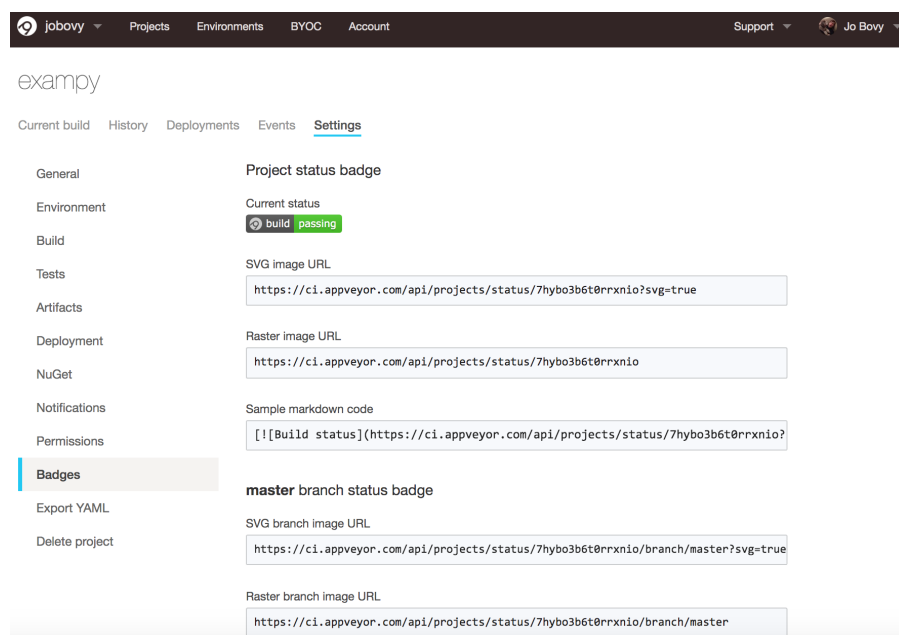 jobovy Projects Environments BYOC Account Support Jo Bovy
exampy
Current build History Deployments Events Settings
General
Environment
Build
Tests
Artifacts
Deployment
NuGet
Notifications
Permissions
Badges
Export YAML
Delete project
Project status badge
Current status
build passing
SVG image URL
https://ci.appveyor.com/api/projects/status/7hybo3b6t0rrxnio?svg=true
Raster image URL
https://ci.appveyor.com/api/projects/status/7hybo3b6t0rrxnio
Sample markdown code
[![Build status](https://ci.appveyor.com/api/projects/status/7hybo3b6t0rrxnio?
master branch status badge
SVG branch image URL
https://ci.appveyor.com/api/projects/status/7hybo3b6t0rrxnio/branch/master?svg=true
Raster branch image URL
https://ci.appveyor.com/api/projects/status/7hybo3b6t0rrxnio/branch/master